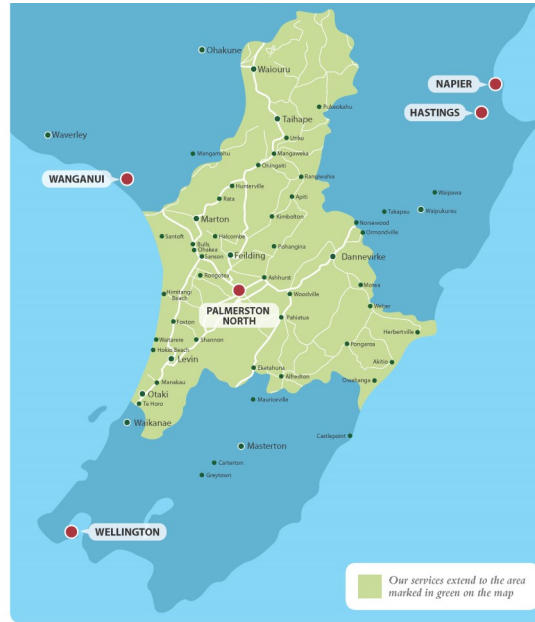 Ohakune
Waiouru
NAPIER
Pukeokahu
HASTINGS
Taihape
Waverley
Utiku
Mangamahu
Mangaweka
Ohingaiti
WANGANUI
Rangiwahia
Hunterville
Waipawa
Rata
Apiti
Takapau
Waipukurau
Marton
Kimbolton
Norsewood
Ormondville
Santoft
Halcombe
Bulls
Ohakea
Pohangina
Sanson
Feilding
Dannevirke
Rongotea
Ashhurst
Matea
Himitangi
Beach
Woodville
PALMERSTON
NORTH
Weber
Pahiatua
Foxton
Herbertville
Waitarere
Shannon
Pongaroa
Hokio Beach
Levin
Akitio
Eketahuna
Alfredton
Owahanga
Manakau
Otaki
Te Horo
Mauriceville
Waikanae
Castlepoint
Masterton
Carterton
Greytown
WELLINGTON
Our services extend to the area
marked in green on the map